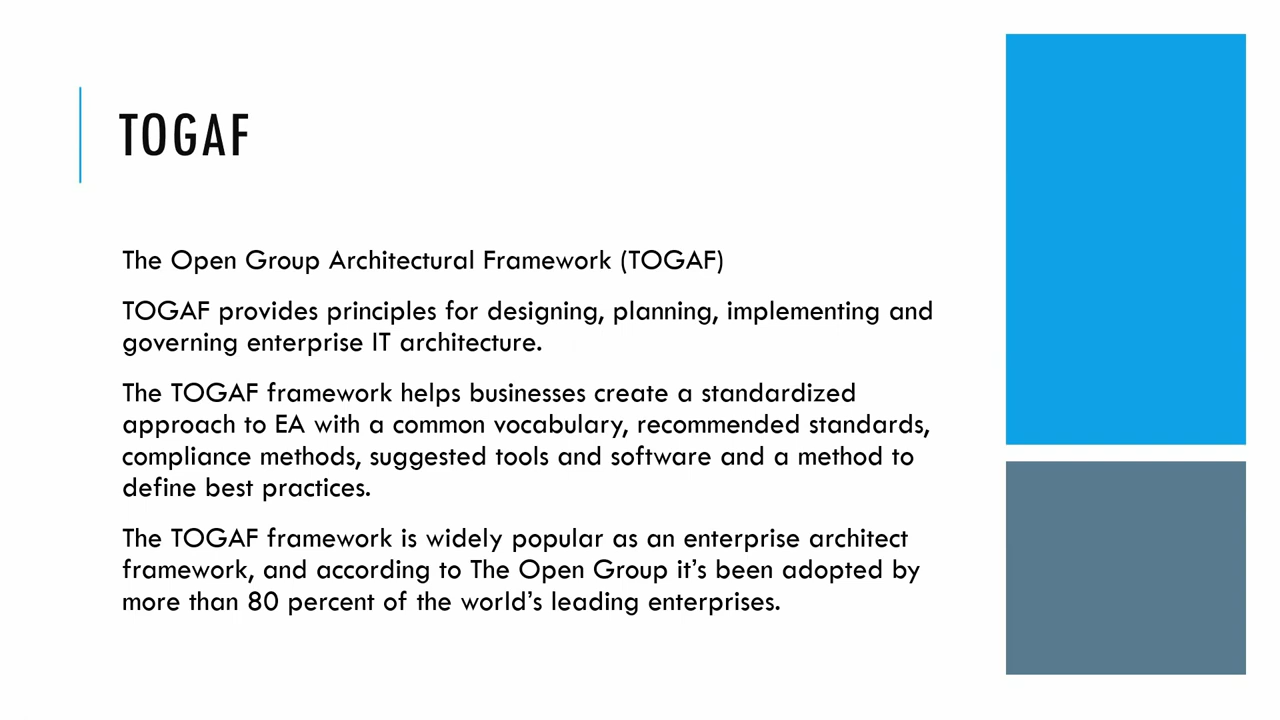 TOGAF
The Open Group Architectural Framework (TOGAF)
TOGAF provides principles for designing, planning, implementing and
governing enterprise IT architecture.
The TOGAF framework helps businesses create a standardized
approach to EA with a common vocabulary, recommended standards,
compliance methods, suggested tools and software and a method to
define best practices.
The TOGAF framework is widely popular as an enterprise architect
framework, and according to The Open Group it’s been adopted by
more than 80 percent of the world’s leading enterprises.